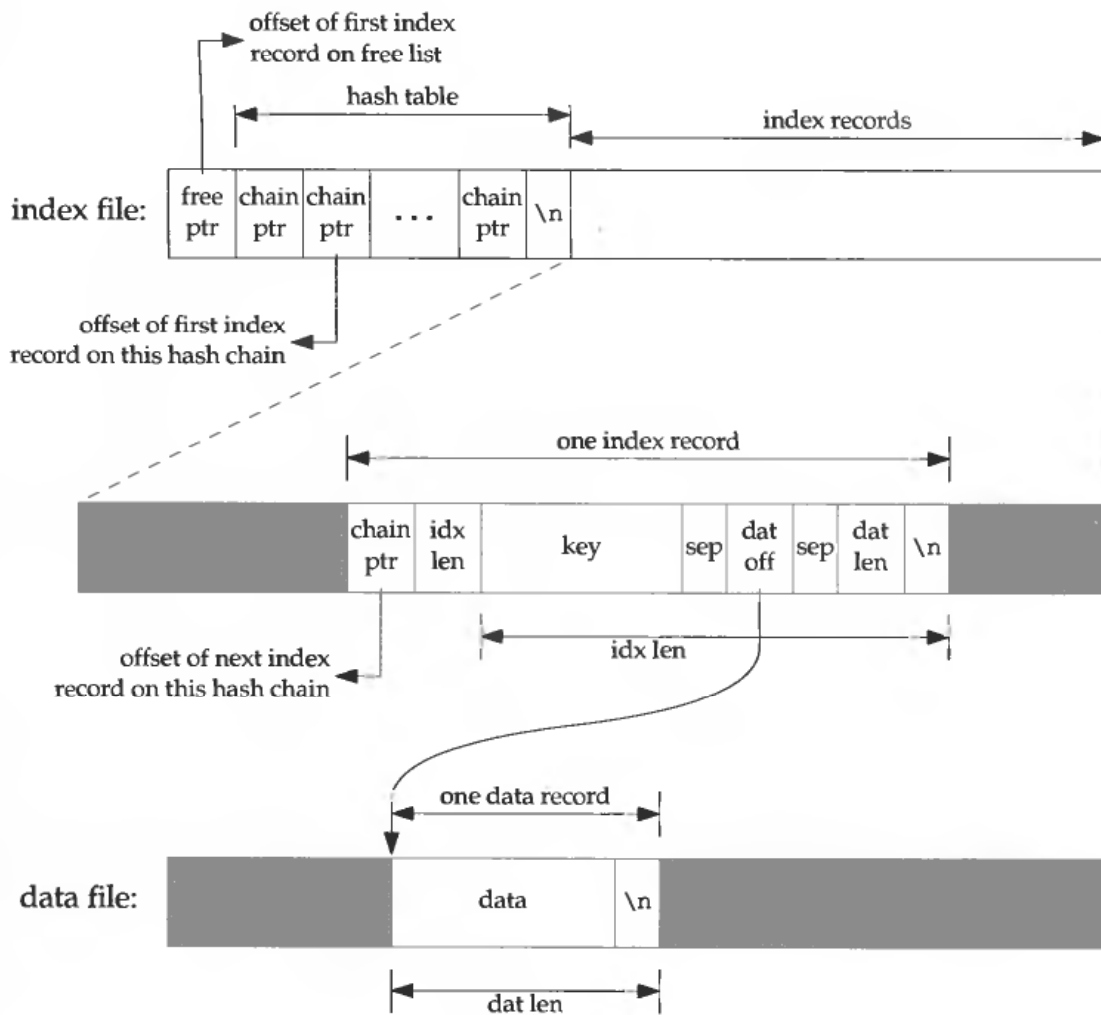 offset of first index
record on free list
hash table
index records
index file:
free
ptr
chain
ptr
chain
ptr
...
chain
ptr
\n
offset of first index
record on this hash chain
one index record
chain
ptr
idx
len
key
sep
dat
off
sep
dat
len
\n
idx len
offset of next index
record on this hash chain
one data record
data file:
data
\n
dat len